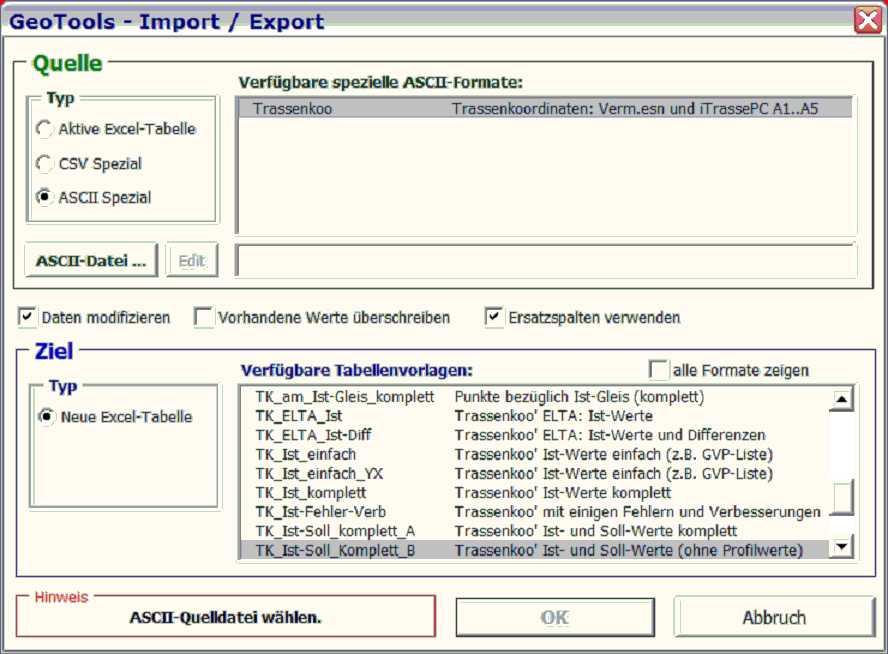 GeoTools - Import / Export
Quelle
Typ
Aktive Excel-Tabelle
CSV Spezial
ASCII Spezial
Verfügbare spezielle ASCII-Formate:
Trassenkoo Trassenkoordinaten: Verm.esn und iTrassePC A1..A5
ASCII-Datei ... Edit
Daten modifizieren Vorhandene Werte überschreiben Ersatzspalten verwenden
Ziel
Typ
Neue Excel-Tabelle
Verfügbare Tabellenvorlagen: alle Formate zeigen
TK_am_Ist-Gleis_komplett Punkte bezüglich Ist-Gleis (komplett)
TK_ELTA_Ist Trassenkoo' ELTA: Ist-Werte
TK_ELTA_Ist-Diff Trassenkoo' ELTA: Ist-Werte und Differenzen
TK_Ist_einfach Trassenkoo' Ist-Werte einfach (z.B. GVP-Liste)
TK_Ist_einfach_YX Trassenkoo' Ist-Werte einfach (z.B. GVP-Liste)
TK_Ist_komplett Trassenkoo' Ist-Werte komplett
TK_Ist-Fehler-Verb Trassenkoo' mit einigen Fehlern und Verbesserungen
TK_Ist-Soll_komplett_A Trassenkoo' Ist- und Soll-Werte komplett
TK_Ist-Soll_Komplett_B Trassenkoo' Ist- und Soll-Werte (ohne Profilwerte)
Hinweis
ASCII-Quelldatei wählen.
OK Abbruch